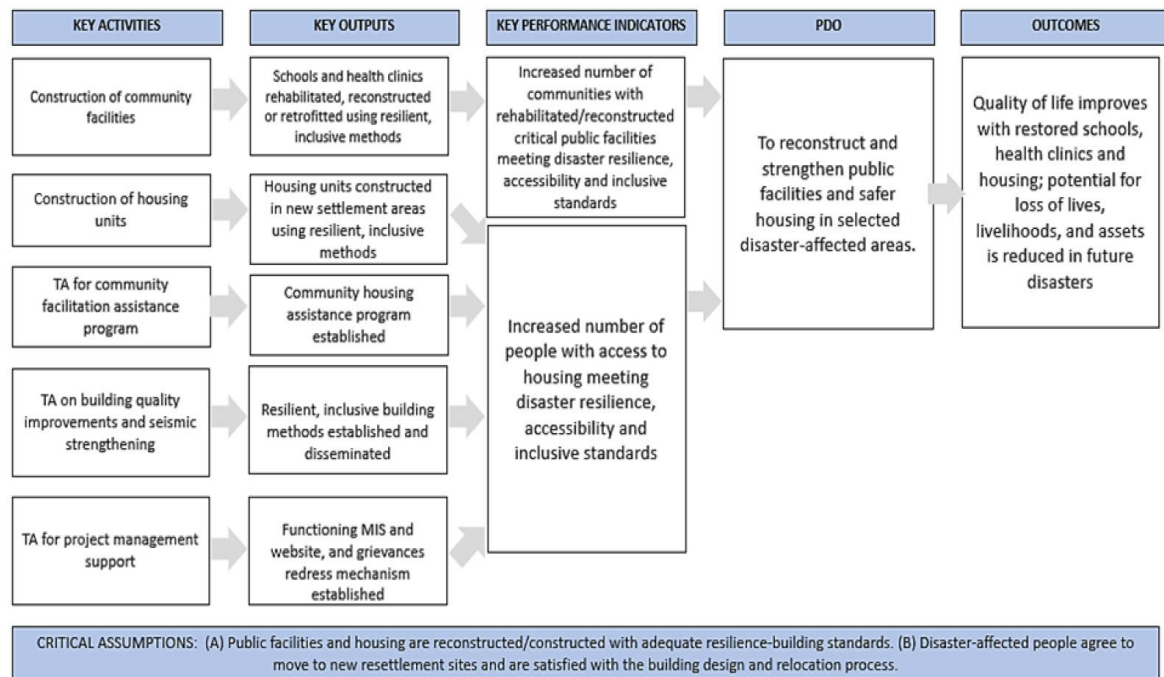 KEY ACTIVITIES
KEY OUTPUTS
KEY PERFORMANCE INDICATORS
PDO
OUTCOMES
Construction of community
facilities
Schools and health clinics
rehabilitated, reconstructed
or retrofitted using resilient,
inclusive methods
Increased number of
communities with
rehabilitated/reconstructed
critical public facilities
meeting disaster resilience,
accessibility and inclusive
standards
To reconstruct and
strengthen public
facilities and safer
housing in selected
disaster-affected areas.
Quality of life improves
with restored schools,
health clinics and
housing; potential for
loss of lives,
livelihoods, and assets
is reduced in future
disasters
Construction of housing
units
Housing units constructed
in new settlement areas
using resilient, inclusive
methods
TA for community
facilitation assistance
program
Community housing
assistance program
established
Increased number of
people with access to
housing meeting
disaster resilience,
accessibility and
inclusive standards
TA on building quality
improvements and seismic
strengthening
Resilient, inclusive building
methods established and
disseminated
TA for project management
support
Functioning MIS and
website, and grievances
redress mechanism
established
CRITICAL ASSUMPTIONS: (A) Public facilities and housing are reconstructed/constructed with adequate resilience-building standards. (B) Disaster-affected people agree to
move to new resettlement sites and are satisfied with the building design and relocation process.